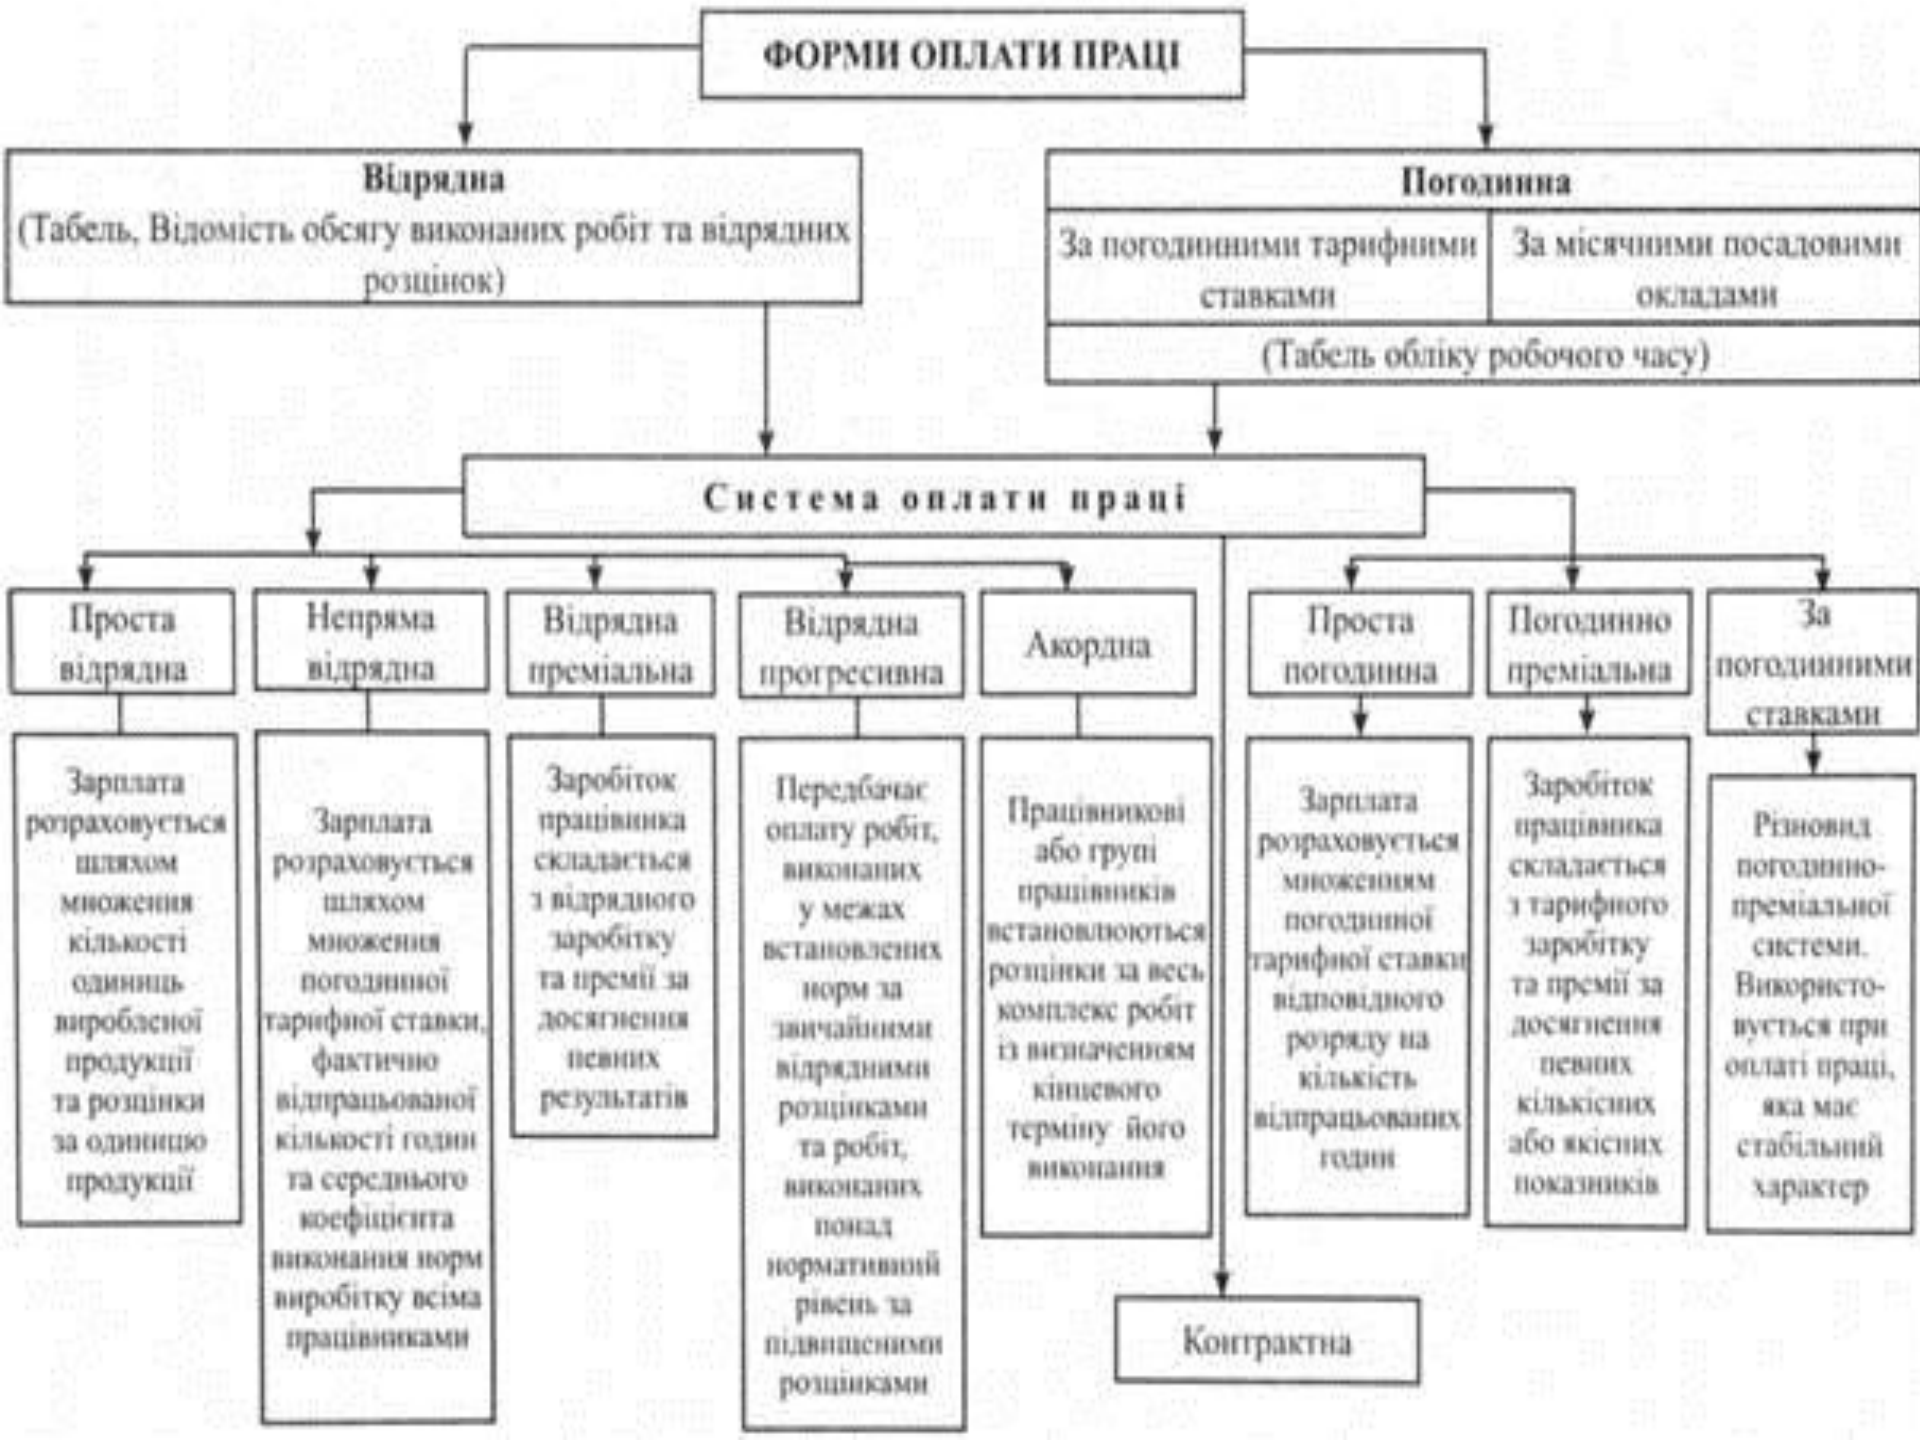 ФОРМИ ОПЛАТИ ПРАЦІ
Відрядна
(Табель, Відомість обсягу виконаних робіт та відрядних
розцінок)
Погодинна
За погодинними тарифними
ставками
За місячними посадовими
окладами
(Табель обліку робочого часу)
Система оплати праці
Проста
відрядна
Непряма
відрядна
Відрядна
преміальна
Відрядна
прогресивна
Акордна
Проста
погодинна
Погодинно
преміальна
За
погодинними
ставками
Зарплата
розраховується
шляхом
множення
кількості
одиниць
виробленої
продукції
та розцінки
за одиницю
продукції
Зарплата
розраховується
шляхом
множення
погодинної
тарифної ставки,
фактично
відпрацьованої
кількості годин
та середнього
коефіцієнта
виконання норм
виробітку всіма
працівниками
Заробіток
працівника
складається
з відрядного
заробітку
та премії за
досягнення
певних
результатів
Передбачає
оплату робіт,
виконаних
у межах
встановлених
норм за
звичайними
відрядними
розцінками
та робіт,
виконаних
понад
нормативний
рівень за
підвищеними
розцінками
Працівникові
або групі
працівників
встановлюються
розцінки за весь
комплекс робіт
із визначенням
кінцевого
терміну його
виконання
Зарплата
розраховується
множенням
погодинної
тарифної ставки
відповідного
розряду на
кількість
відпрацьованих
годин
Заробіток
працівника
складається
з тарифного
заробітку
та премії за
досягнення
певних
кількісних
або якісних
показників
Різновид
погодинно-
преміальної
системи.
Використо-
вується при
оплаті праці,
яка має
стабільний
характер
Контрактна